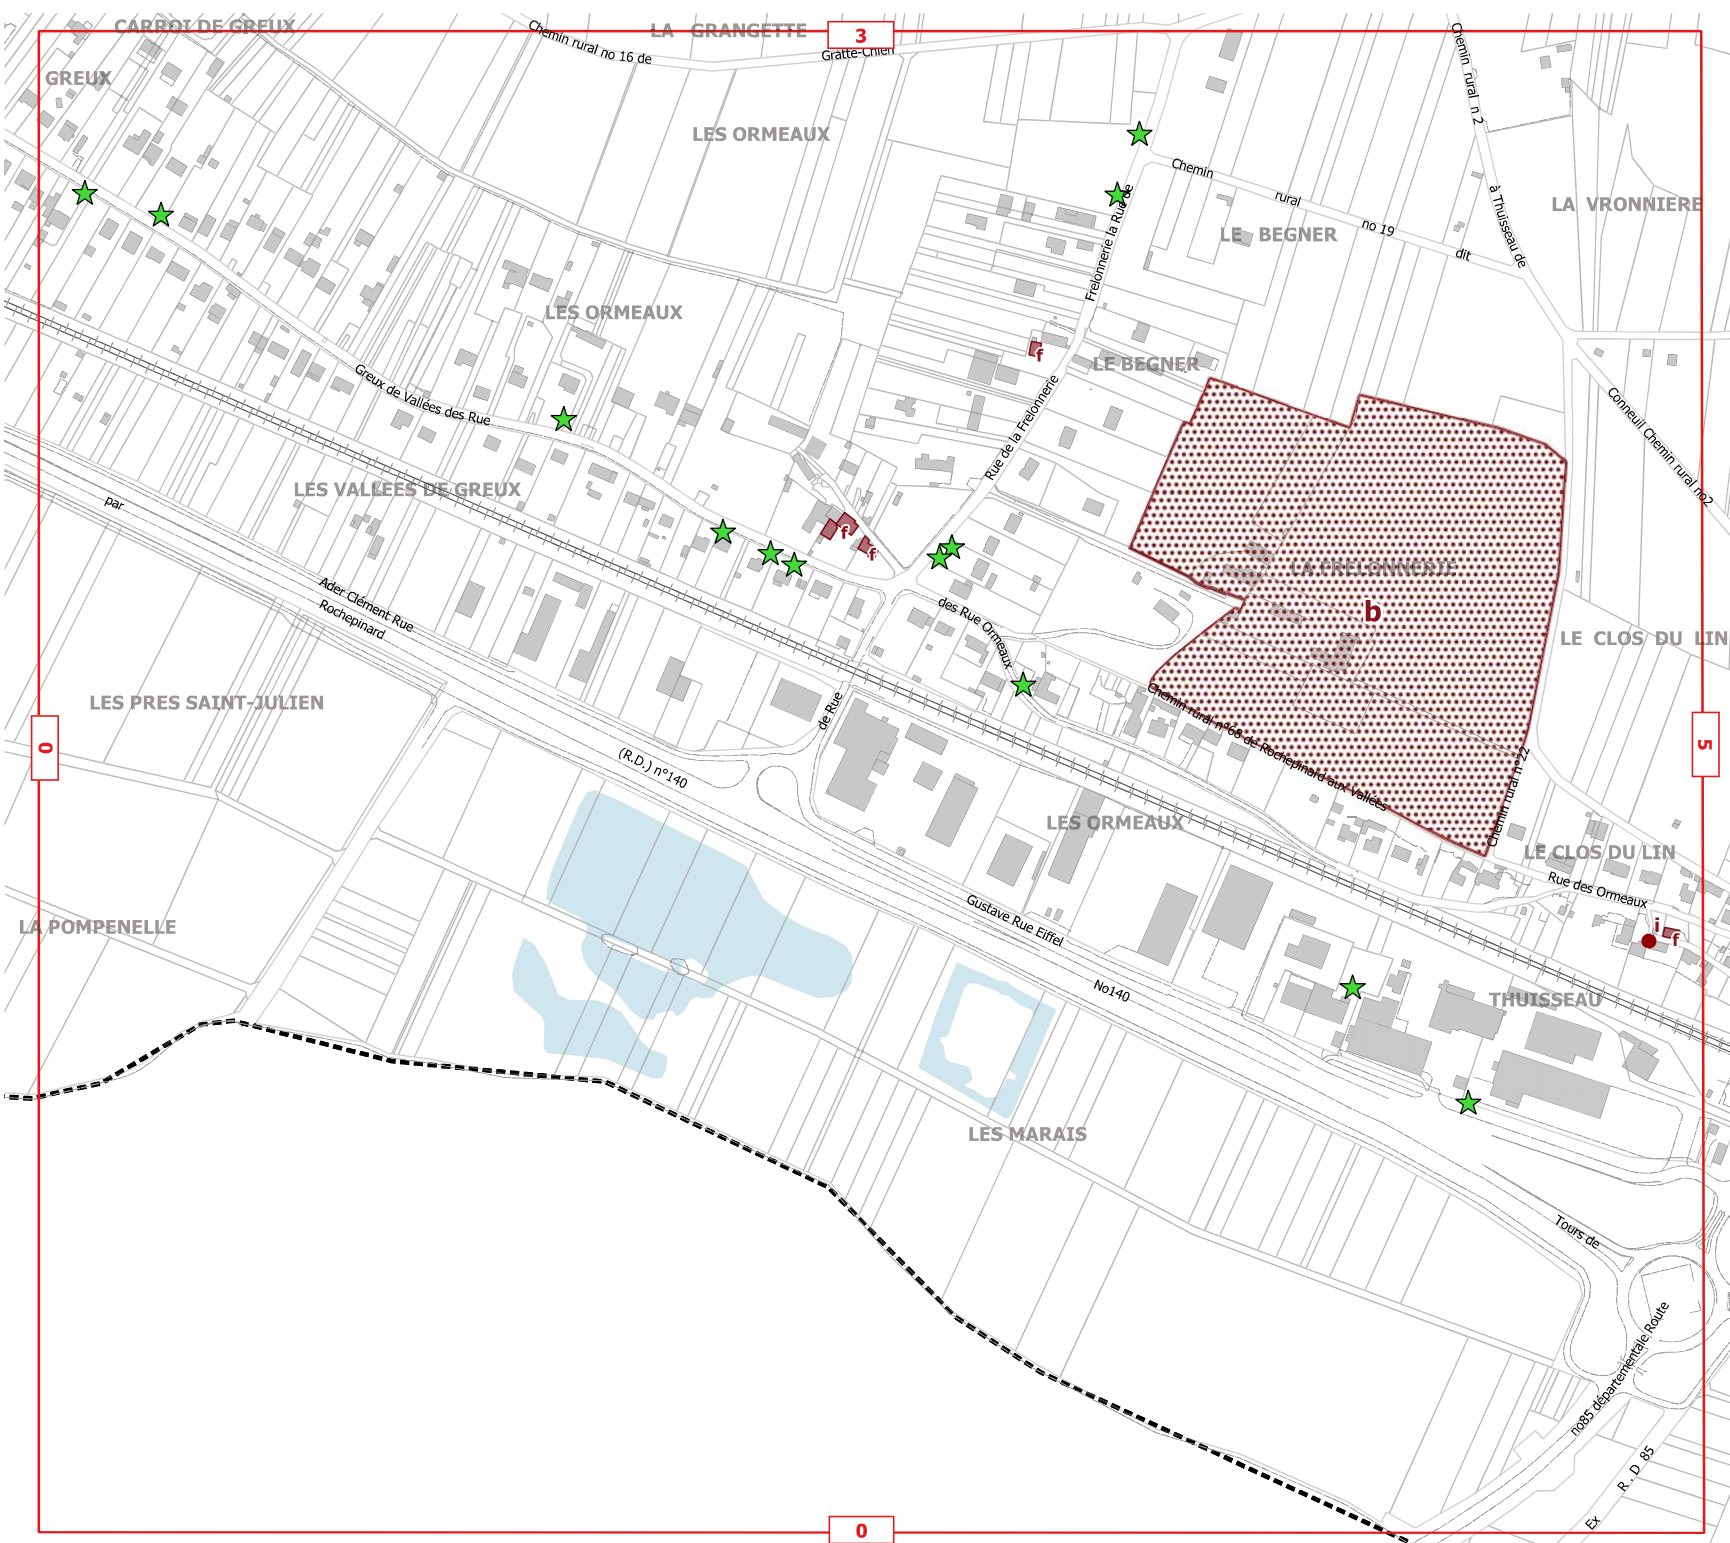 CARROI DE GREUX
LA GRANGETTE
3
Chemin rural no 16 de
Gratte-Chien
GREUX
LES ORMEAUX
Chemin rural n 2
à Thuisseau de
Chemin rural no 19 dit
LA VRONNIERE
LE BEGNER
Frelonnerie la Rue de
LES ORMEAUX
f
LE BEGNER
Greux de Vallées des Rue
Rue de la Frelonnerie
Conneuil Chemin rural no2
LES VALLEES DE GREUX
par
f
f
LA FRELONNERIE
b
Ader Clément Rue
Rochepinard
des Rue Ormeaux
LE CLOS DU LIN
LES PRES SAINT-JULIEN
de Rue
Chemin rural n°68 de Rochepinard aux Vallées
Chemin rural n°22
0
5
(R.D.) n°140
LES ORMEAUX
LE CLOS DU LIN
Rue des Ormeaux
Gustave Rue Eiffel
LA POMPENELLE
i
f
No140
THUISSEAU
LES MARAIS
Tours de
no85 départementale Route
Ex R . D 85
0